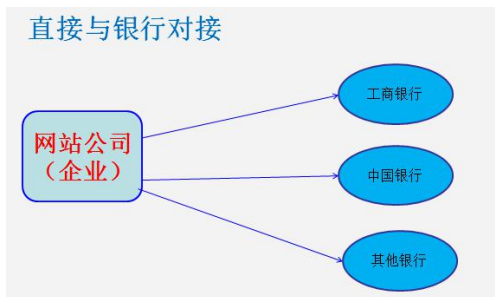 直接与银行对接
工商银行
网站公司
（企业）
中国银行
其他银行